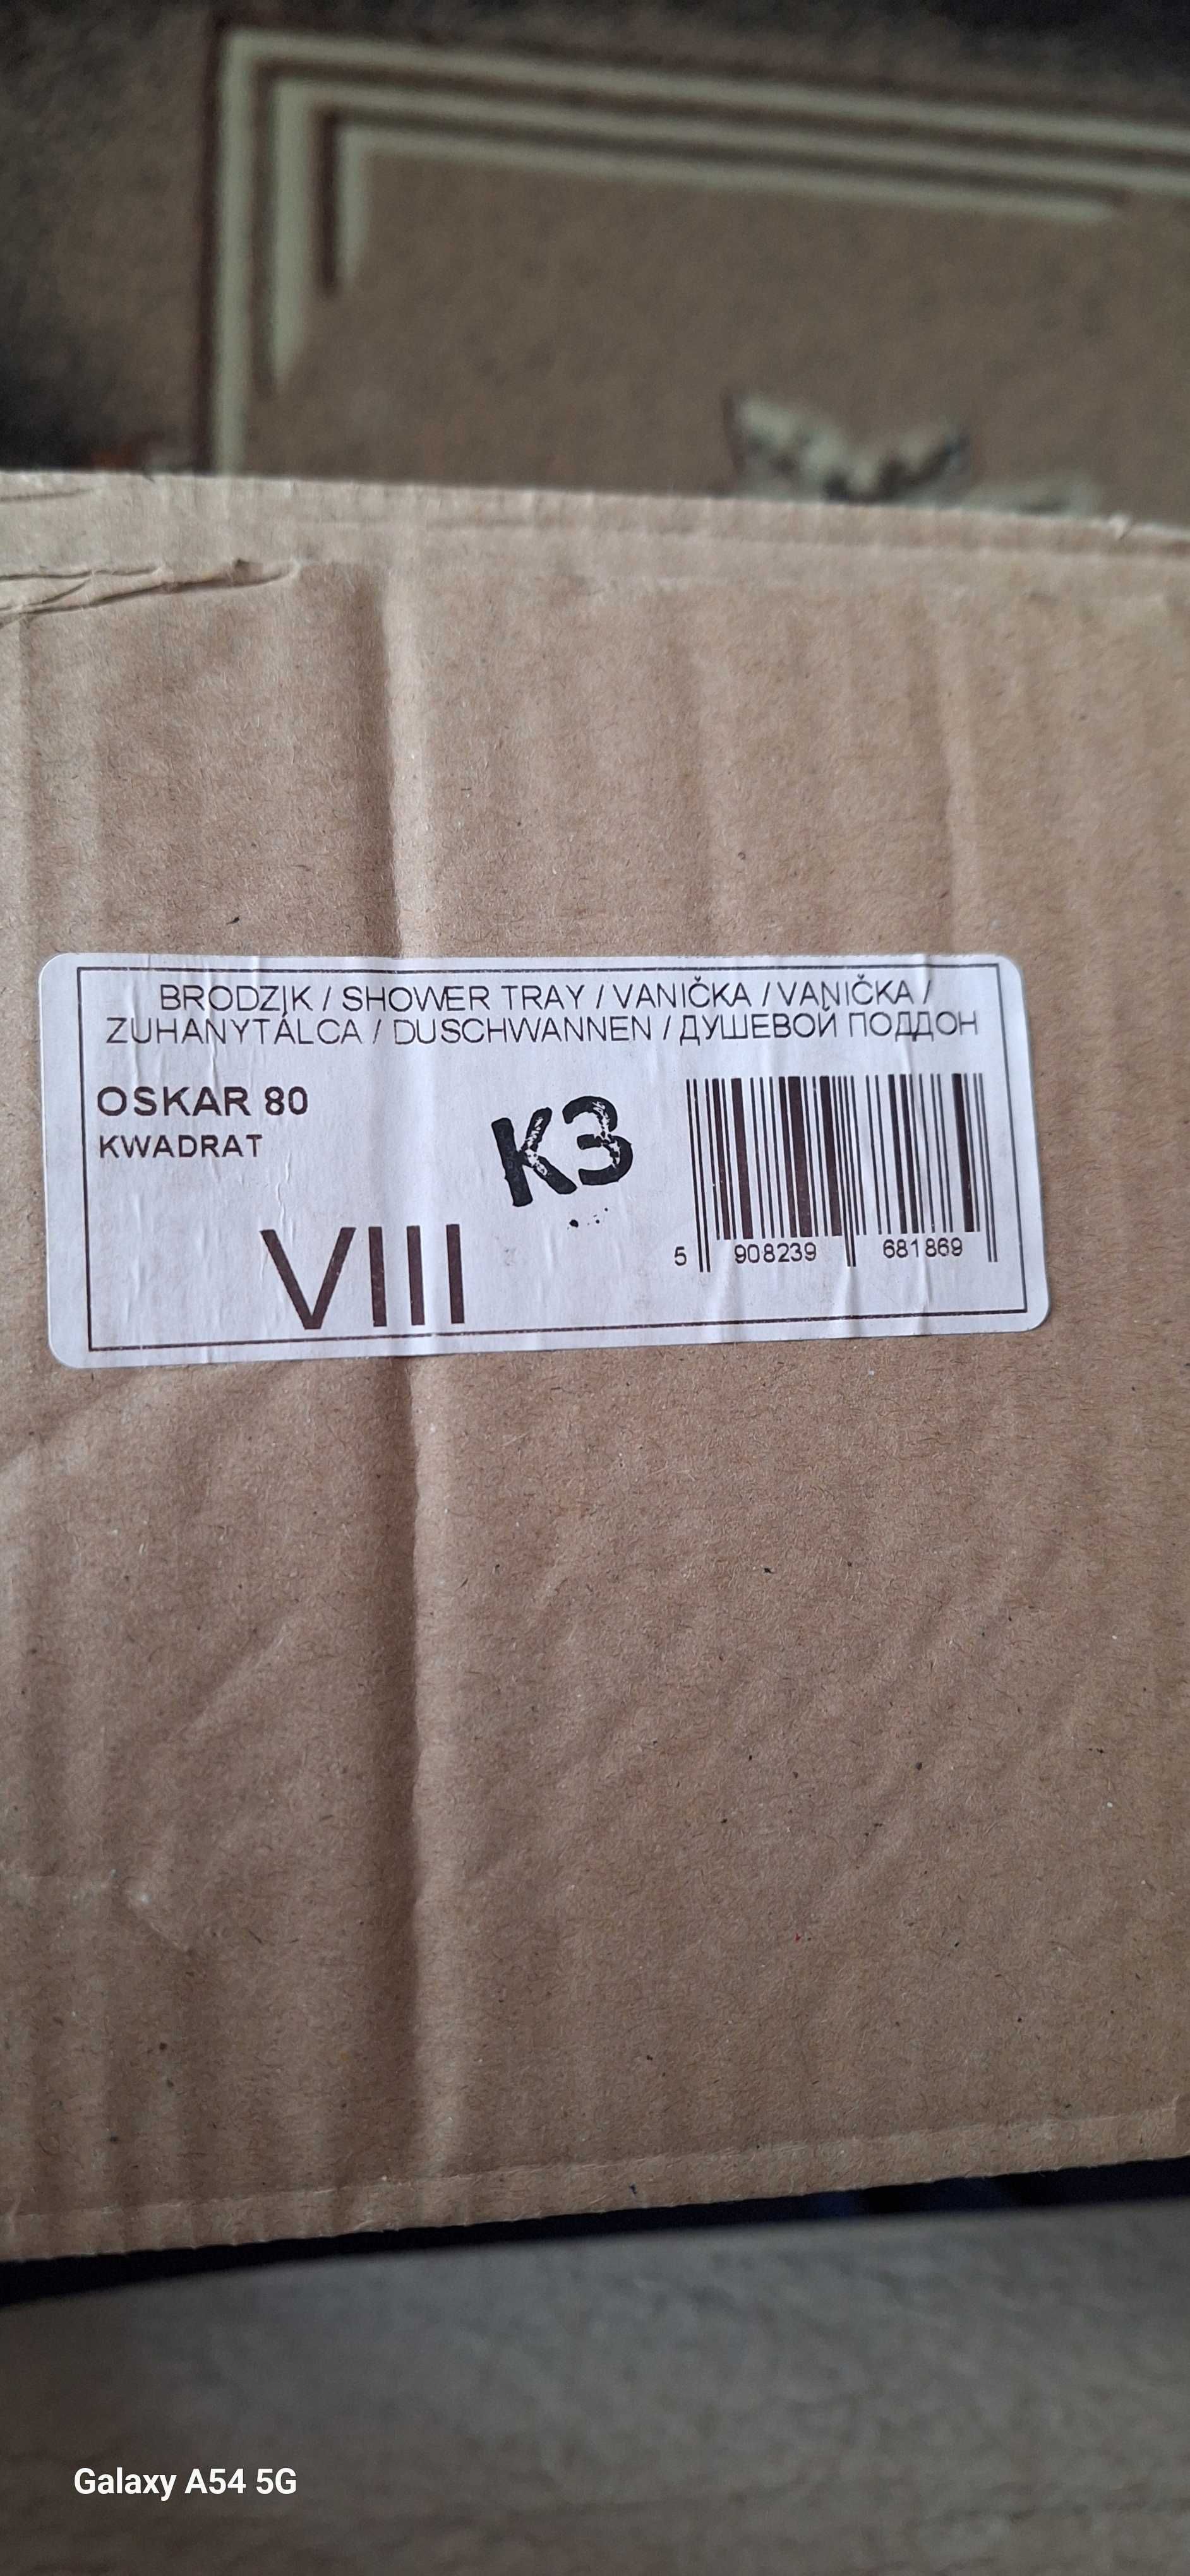 BRODZIK / SHOWER TRAY / VANIČKA / VANIČKA /
ZUHANYTÁLCA / DUSCHWANNEN / ДУШЕВОЙ ПОДДОН
OSKAR 80
KWADRAT
K3
VIII
5 908239 681869
Galaxy A54 5G